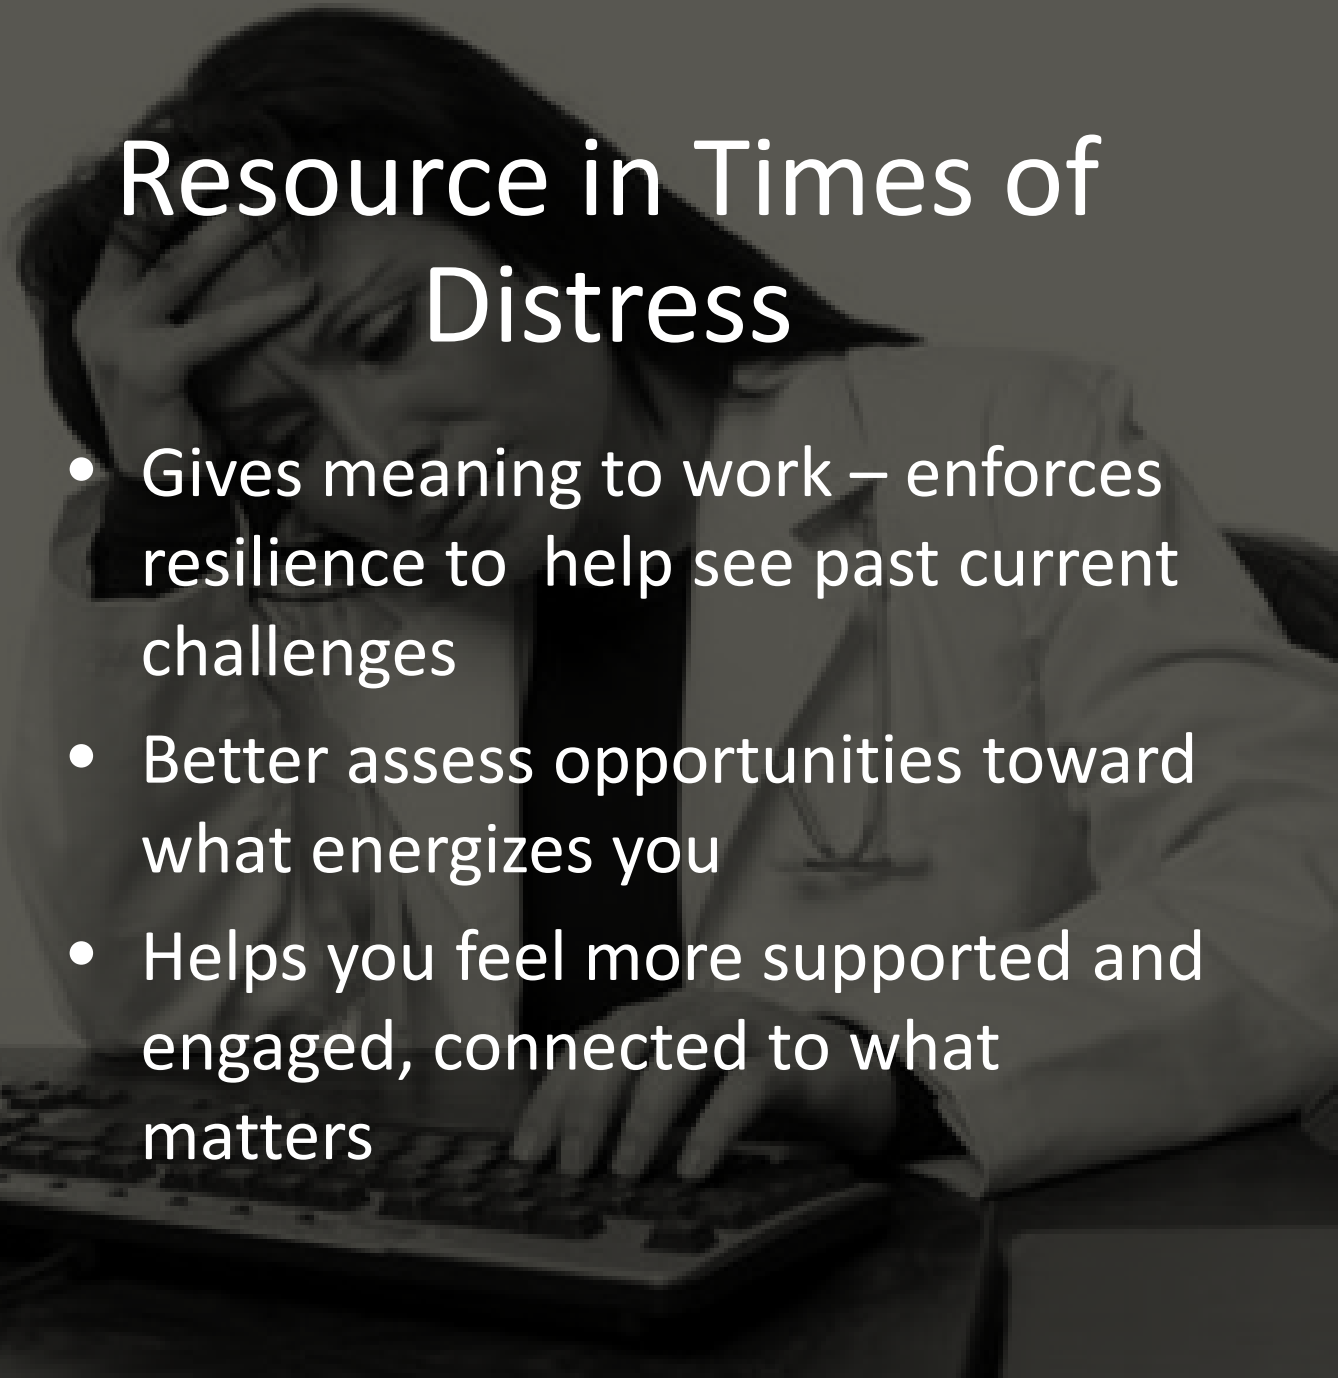 Resource in Times of
Distress
• Gives meaning to work – enforces
resilience to  help see past current
challenges
• Better assess opportunities toward
what energizes you
• Helps you feel more supported and
engaged, connected to what
matters